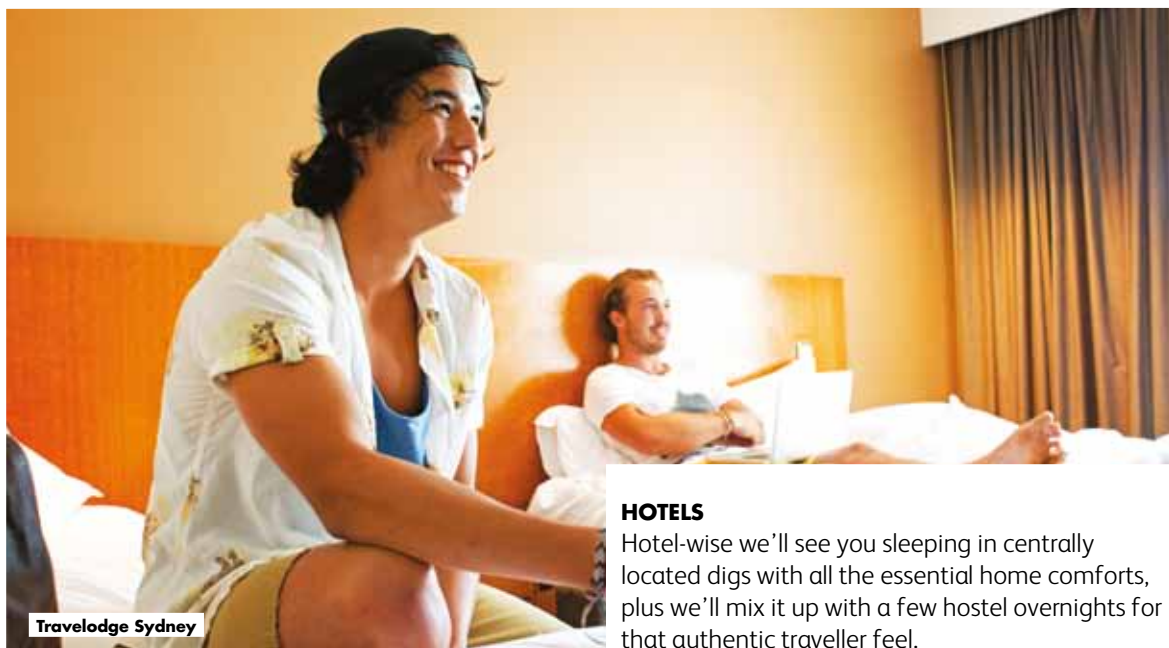 HOTELS
Hotel-wise we’ll see you sleeping in centrally
located digs with all the essential home comforts,
plus we’ll mix it up with a few hostel overnights for
that authentic traveller feel.
Travelodge Sydney